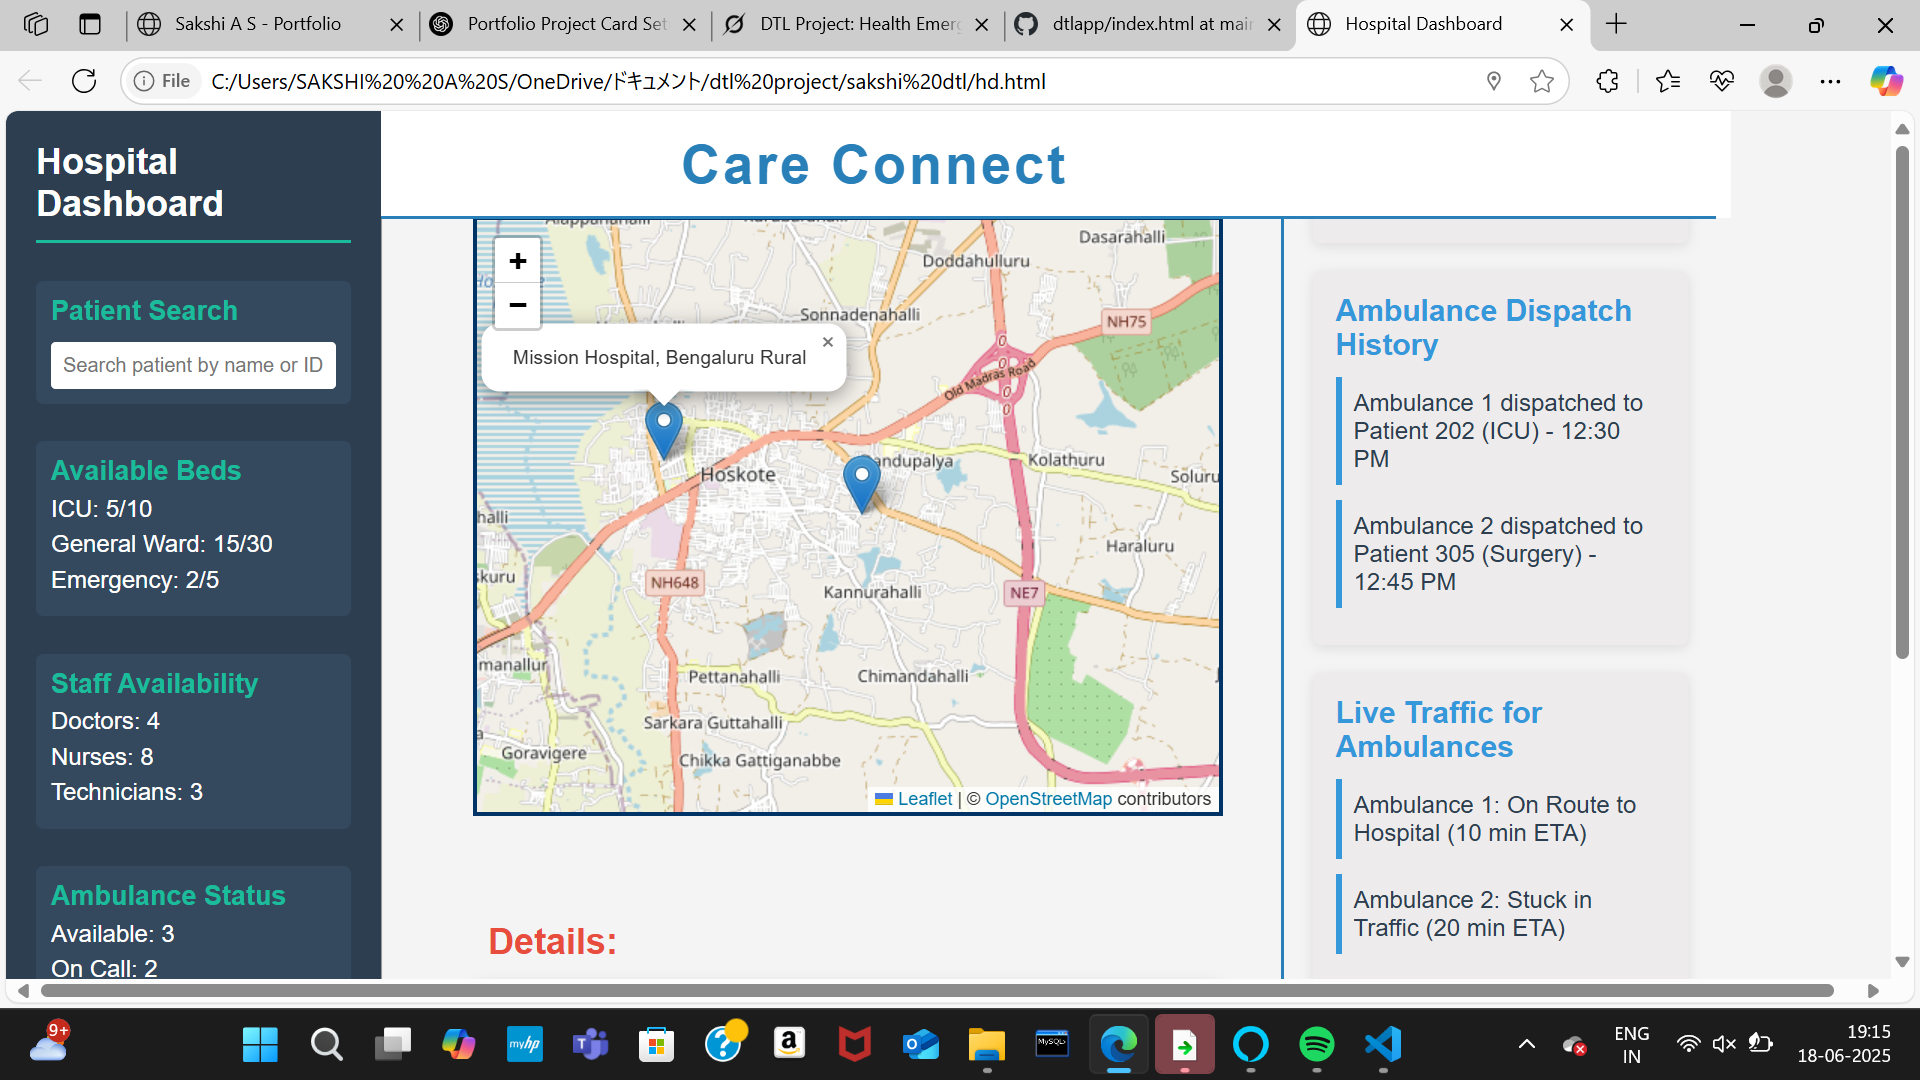 Sakshi A S - Portfolio
Portfolio Project Card Set
DTL Project: Health Emerg
dtlapp/index.html at main
Hospital Dashboard
File
C:/Users/SAKSHI%20%20A%20S/OneDrive/ドキュメント/dtl%20project/sakshi%20dtl/hd.html
Hospital
Dashboard
Patient Search
Search patient by name or ID
Available Beds
ICU: 5/10
General Ward: 15/30
Emergency: 2/5
Staff Availability
Doctors: 4
Nurses: 8
Technicians: 3
Ambulance Status
Available: 3
On Call: 2
Care Connect
+
−
Dasarahalli
Doddahulluru
Sonnadenahalli
NH75
Mission Hospital, Bengaluru Rural
×
Old Madras Road
Hoskote
andupalya
Kolathuru
Soluru
halli
Haraluru
skuru
NH648
Kannurahalli
NE7
manallur
Pettanahalli
Chimandahalli
Sarkara Guttahalli
Goravigere
Chikka Gattiganabbe
Leaflet | © OpenStreetMap contributors
Details:
Ambulance Dispatch
History
Ambulance 1 dispatched to
Patient 202 (ICU) - 12:30
PM
Ambulance 2 dispatched to
Patient 305 (Surgery) -
12:45 PM
Live Traffic for
Ambulances
Ambulance 1: On Route to
Hospital (10 min ETA)
Ambulance 2: Stuck in
Traffic (20 min ETA)
9+
myhp
MySQL
ENG
IN
19:15
18-06-2025